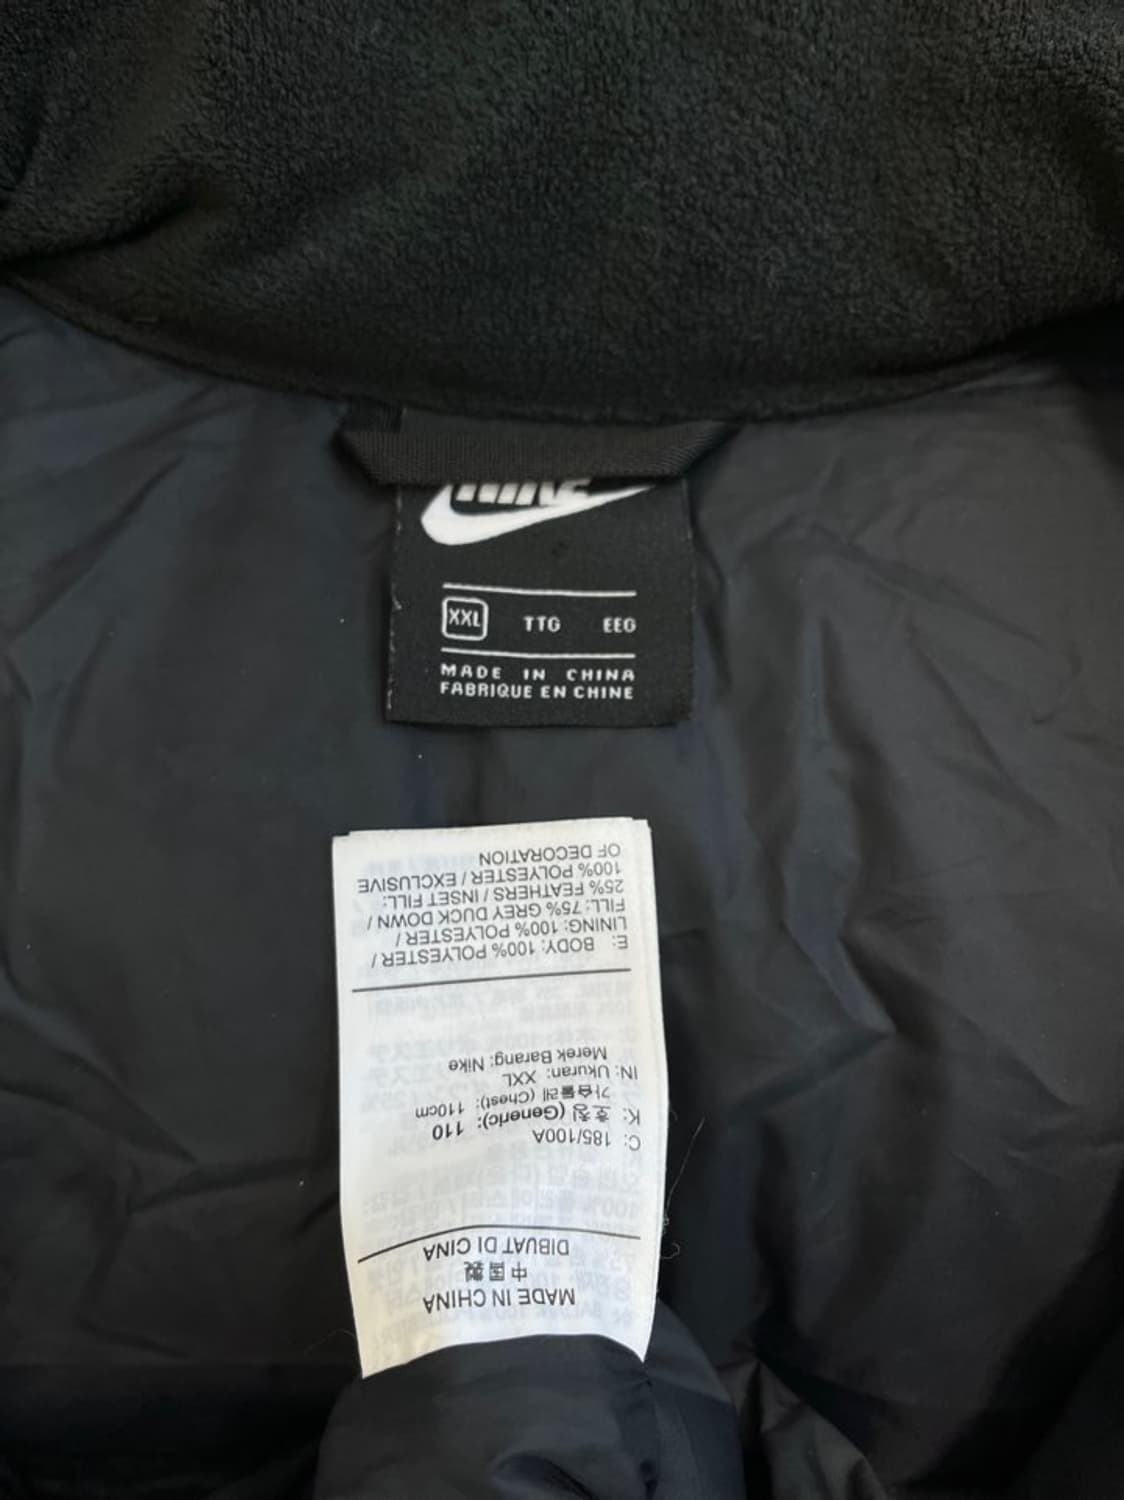 NIKE
XXL TTG EEG
MADE IN CHINA
FABRIQUE EN CHINE
MADE IN CHINA
中国製
DIBUAT DI CINA
C: 185/100A
K: 호칭 (Generic): 110
가슴둘레 (Chest): 110cm
IN: Ukuran: XXL
Merek Barang: Nike
E: BODY: 100% POLYESTER /
LINING: 100% POLYESTER /
FILL: 75% GREY DUCK DOWN /
25% FEATHERS / INSET FILL:
100% POLYESTER / EXCLUSIVE
OF DECORATION